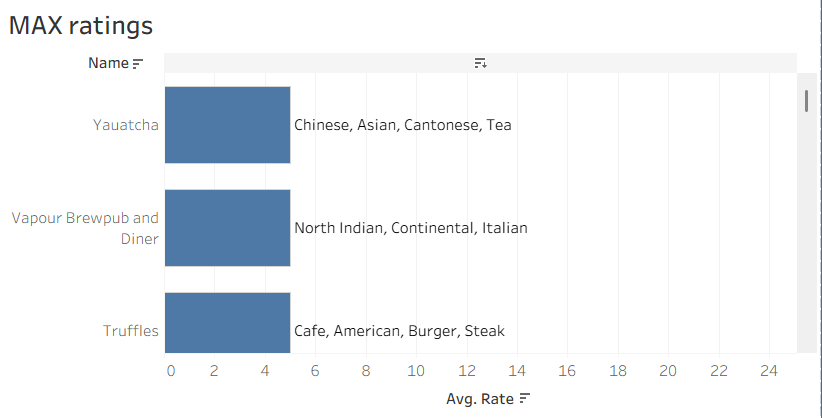 MAX ratings
Name
Yauatcha
Chinese, Asian, Cantonese, Tea
Vapour Brewpub and
Diner
North Indian, Continental, Italian
Truffles
Cafe, American, Burger, Steak
0 2 4 6 8 10 12 14 16 18 20 22 24
Avg. Rate